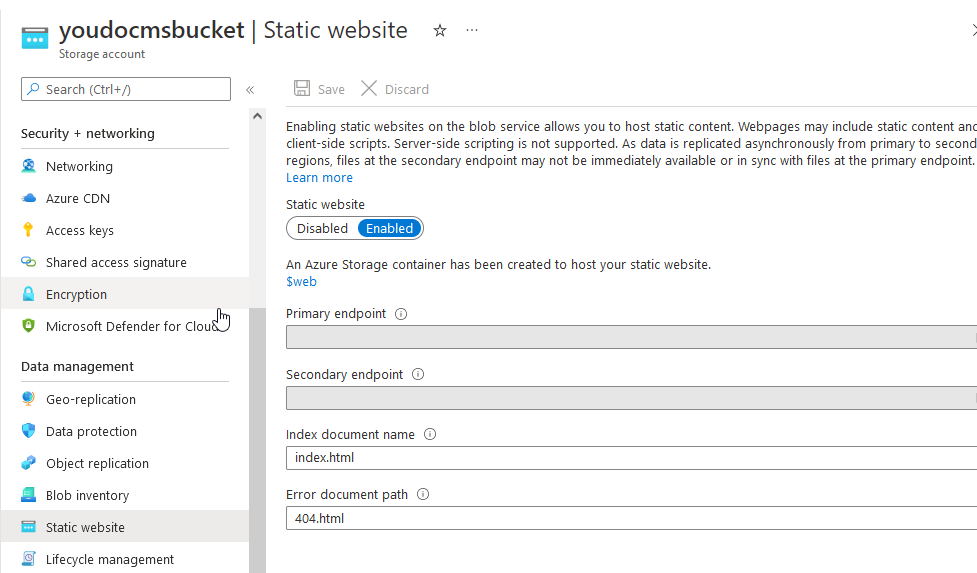 youdocmsbucket | Static website
Storage account
Search (Ctrl+/)
Security + networking
Networking
Azure CDN
Access keys
Shared access signature
Encryption
Microsoft Defender for Cloud
Data management
Geo-replication
Data protection
Object replication
Blob inventory
Static website
Lifecycle management
Save Discard
Enabling static websites on the blob service allows you to host static content. Webpages may include static content and
client-side scripts. Server-side scripting is not supported. As data is replicated asynchronously from primary to second
regions, files at the secondary endpoint may not be immediately available or in sync with files at the primary endpoint.
Learn more
Static website
Disabled Enabled
An Azure Storage container has been created to host your static website.
$web
Primary endpoint
Secondary endpoint
Index document name
index.html
Error document path
404.html